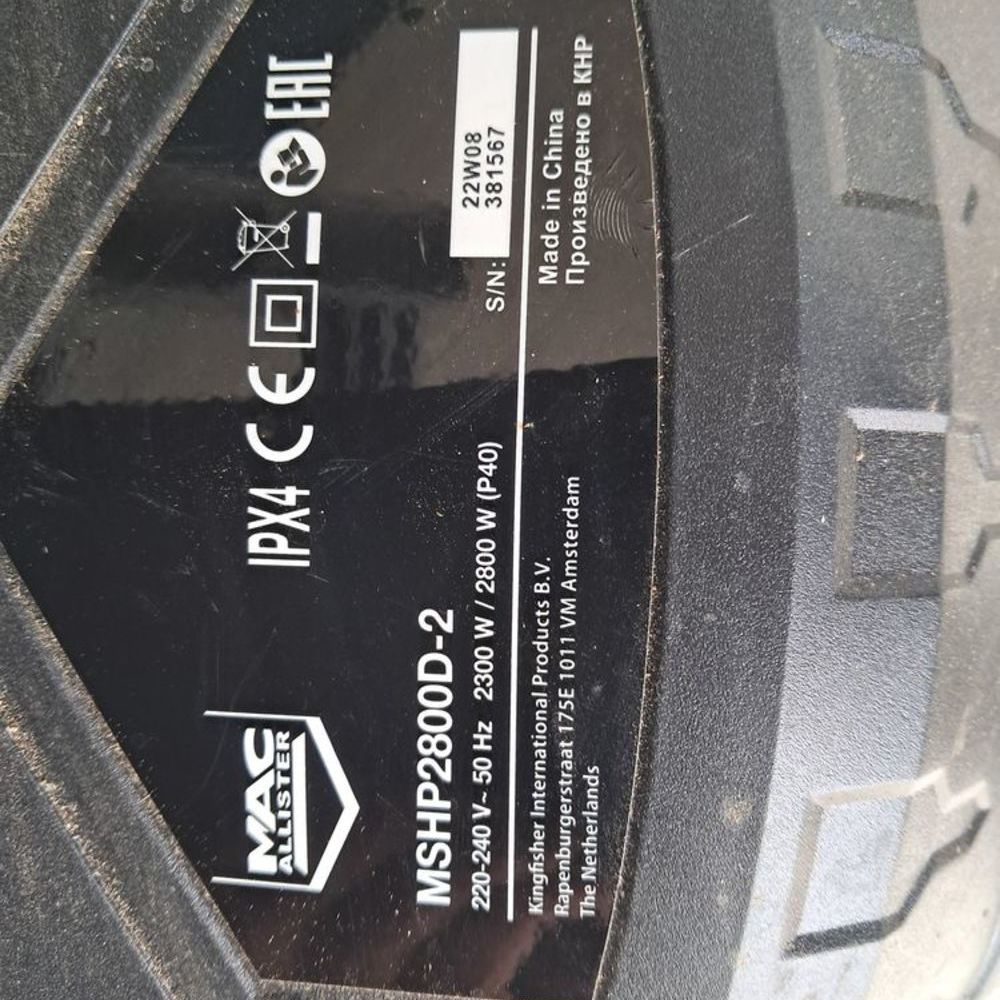 MAC
ALLISTER
IPX4 CE EAC
MSHP2800D-2
220-240 V~ 50 Hz 2300 W / 2800 W (P40)
S/N:
22W08
381567
Kingfisher International Products B.V.
Rapenburgerstraat 175E 1011 VM Amsterdam
The Netherlands
Made in China
Произведено в КНР